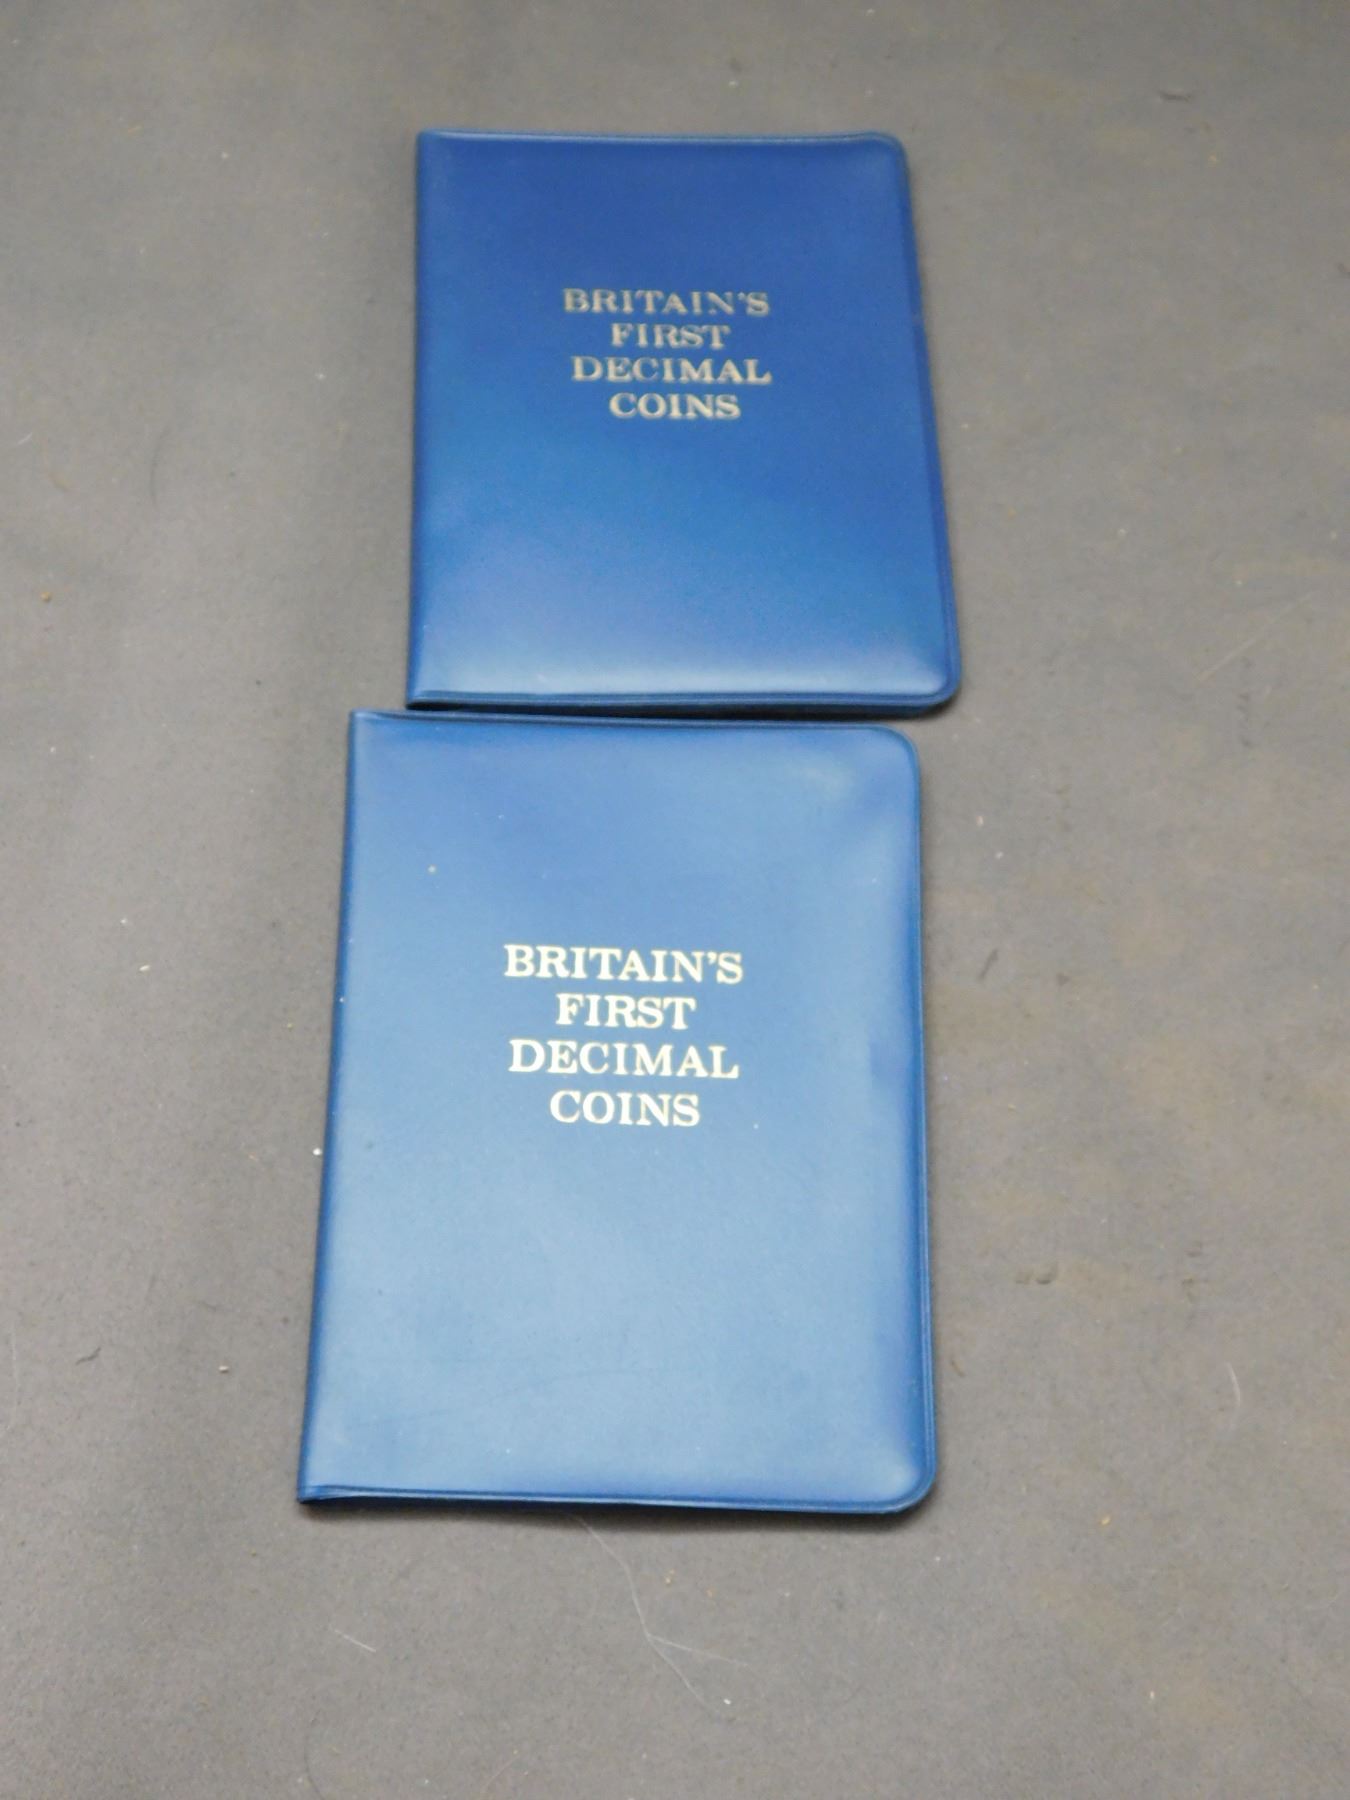 BRITAIN'S
FIRST
DECIMAL
COINS
BRITAIN'S
FIRST
DECIMAL
COINS